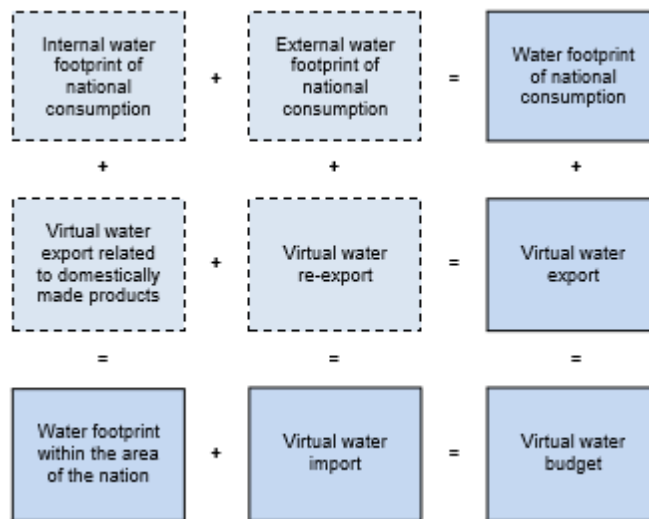 Internal water
footprint of
national
consumption
+
External water
footprint of
national
consumption
=
Water footprint
of national
consumption
+
+
+
Virtual water
export related
to domestically
made products
+
Virtual water
re-export
=
Virtual water
export
=
=
=
Water footprint
within the area
of the nation
+
Virtual water
import
=
Virtual water
budget